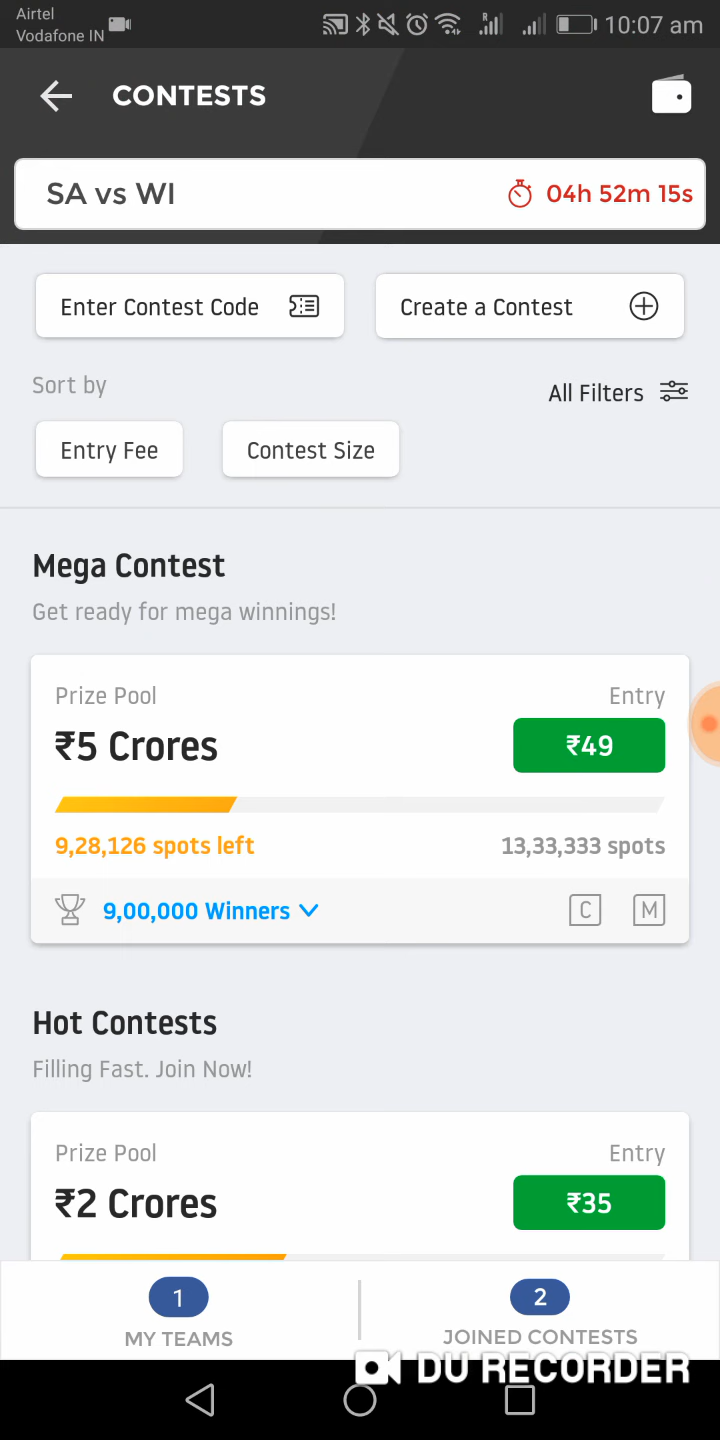 Airtel
Vodafone IN
10:07 am
CONTESTS
SA vs WI
04h 52m 15s
Enter Contest Code
Create a Contest
Sort by
All Filters
Entry Fee
Contest Size
Mega Contest
Get ready for mega winnings!
Prize Pool
Entry
₹5 Crores
₹49
9,28,126 spots left
13,33,333 spots
9,00,000 Winners
C
M
Hot Contests
Filling Fast. Join Now!
Prize Pool
Entry
₹2 Crores
₹35
1
2
MY TEAMS
JOINED CONTESTS
DU RECORDER